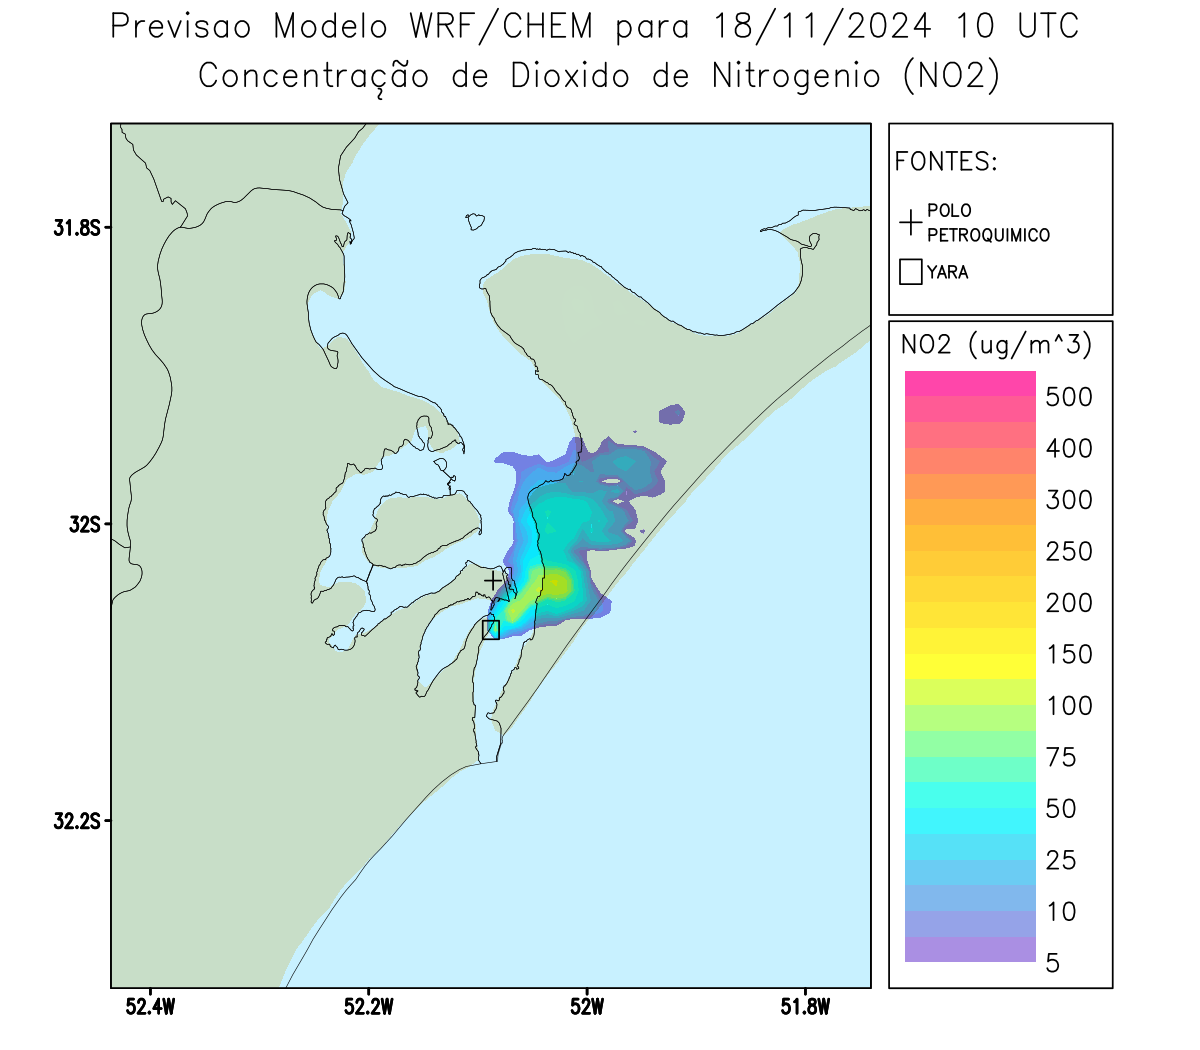 Previsao Modelo WRF/CHEM para 18/11/2024 10 UTC
Concentração de Dioxido de Nitrogenio (NO2)
FONTES:
POLO
PETROQUIMICO
YARA
NO2 (ug/m^3)
500
400
300
250
200
150
100
75
50
25
10
5
31.8S
32S
32.2S
52.4W
52.2W
52W
51.8W